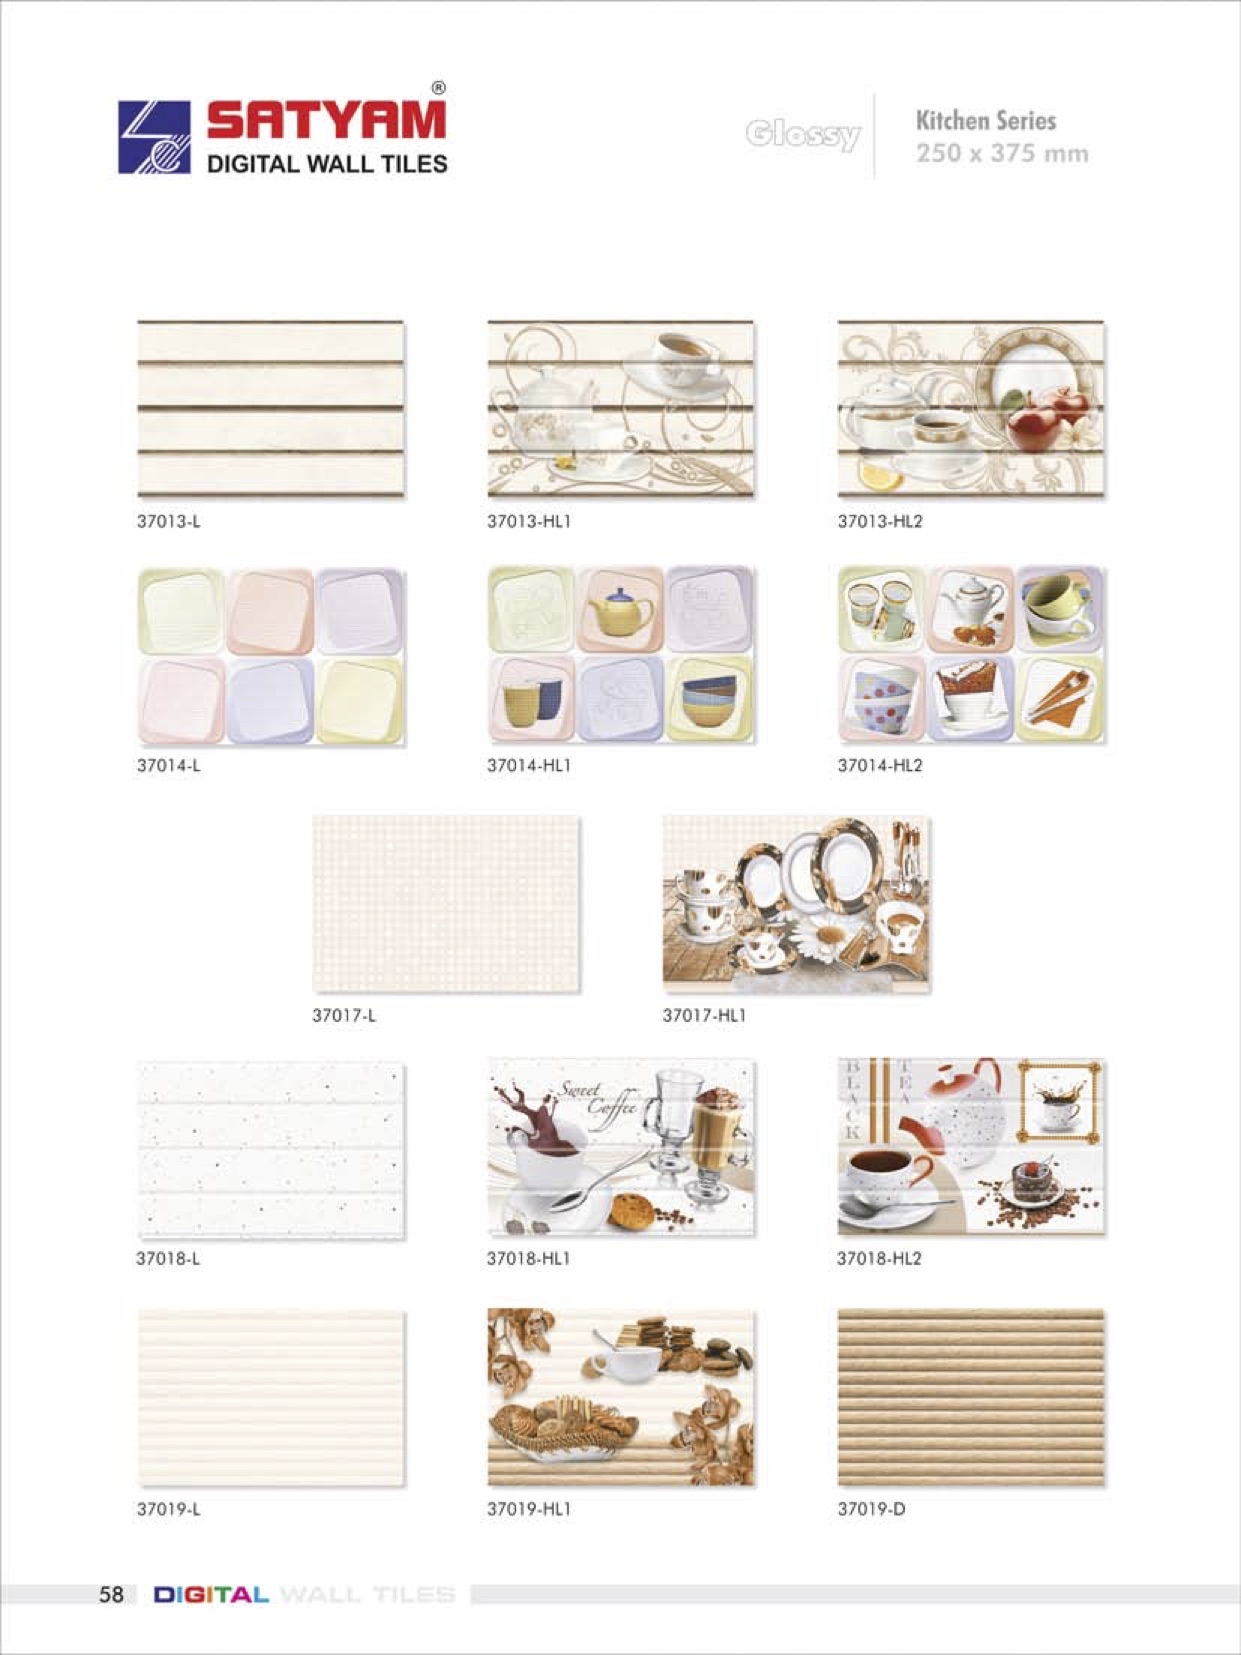 ®
SATYAM
DIGITAL WALL TILES
Glossy
Kitchen Series
250 x 375 mm
37013-L
37013-HL1
37013-HL2
37014-L
37014-HL1
37014-HL2
37017-L
37017-HL1
Sweet
Coffee
BLACK
TEA
37018-L
37018-HL1
37018-HL2
37019-L
37019-HL1
37019-D
58
DIGITAL WALL TILES